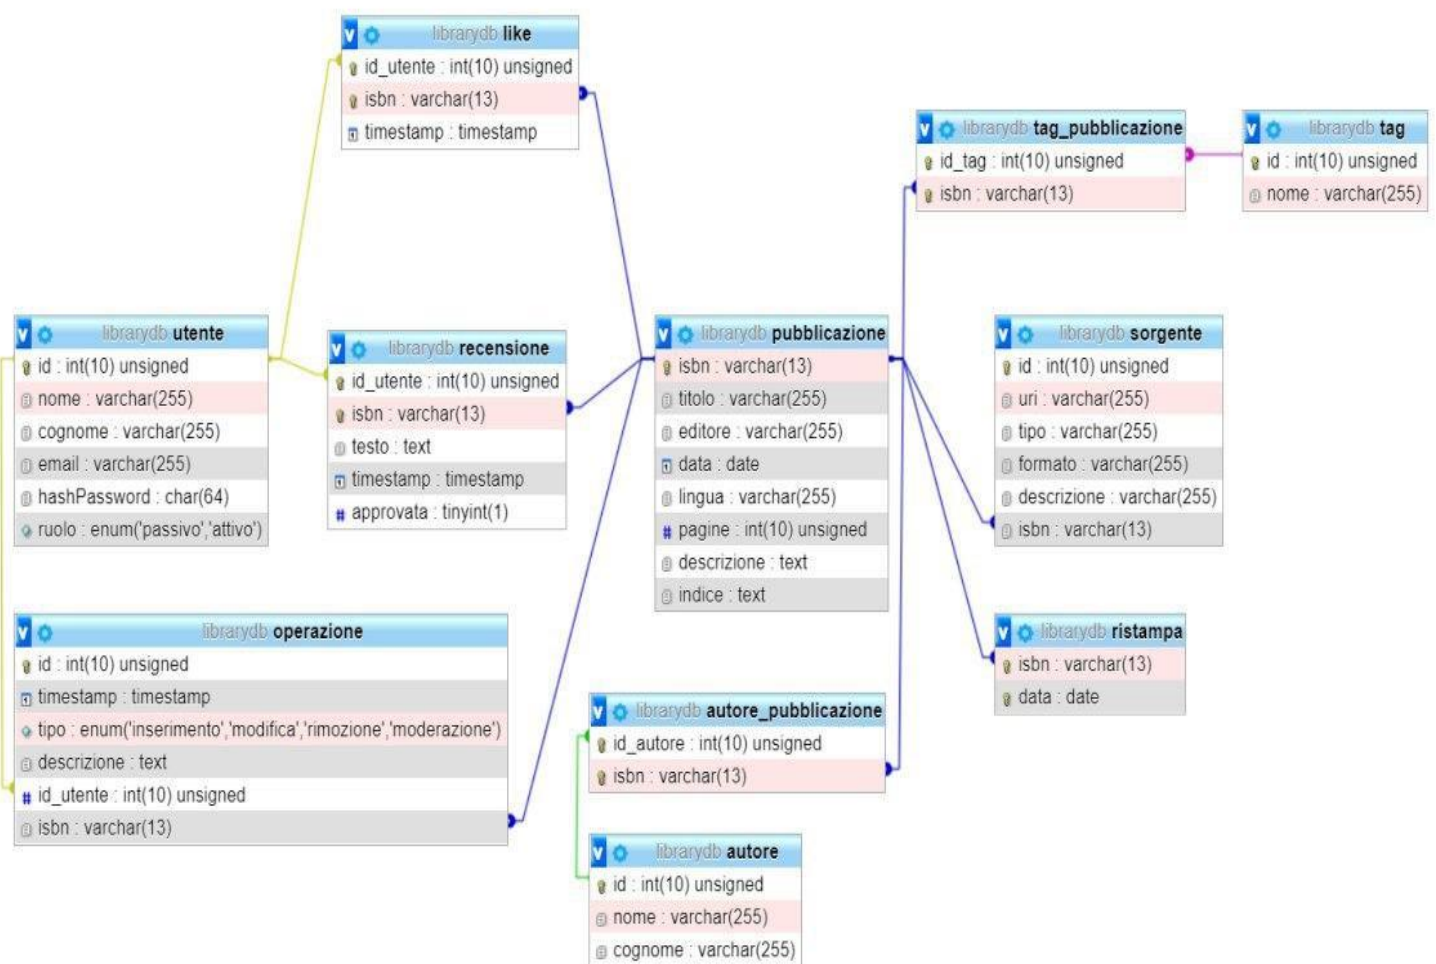 librarydb like
id_utente : int(10) unsigned
isbn : varchar(13)
timestamp : timestamp
librarydb tag_pubblicazione
id_tag : int(10) unsigned
isbn : varchar(13)
librarydb tag
id : int(10) unsigned
nome : varchar(255)
librarydb utente
id : int(10) unsigned
nome : varchar(255)
cognome : varchar(255)
email : varchar(255)
hashPassword : char(64)
ruolo : enum('passivo','attivo')
librarydb recensione
id_utente : int(10) unsigned
isbn : varchar(13)
testo : text
timestamp : timestamp
approvata : tinyint(1)
librarydb pubblicazione
isbn : varchar(13)
titolo : varchar(255)
editore : varchar(255)
data : date
lingua : varchar(255)
pagine : int(10) unsigned
descrizione : text
indice : text
librarydb sorgente
id : int(10) unsigned
uri : varchar(255)
tipo : varchar(255)
formato : varchar(255)
descrizione : varchar(255)
isbn : varchar(13)
librarydb operazione
id : int(10) unsigned
timestamp : timestamp
tipo : enum('inserimento','modifica','rimozione','moderazione')
descrizione : text
id_utente : int(10) unsigned
isbn : varchar(13)
librarydb ristampa
isbn : varchar(13)
data : date
librarydb autore_pubblicazione
id_autore : int(10) unsigned
isbn : varchar(13)
librarydb autore
id : int(10) unsigned
nome : varchar(255)
cognome : varchar(255)